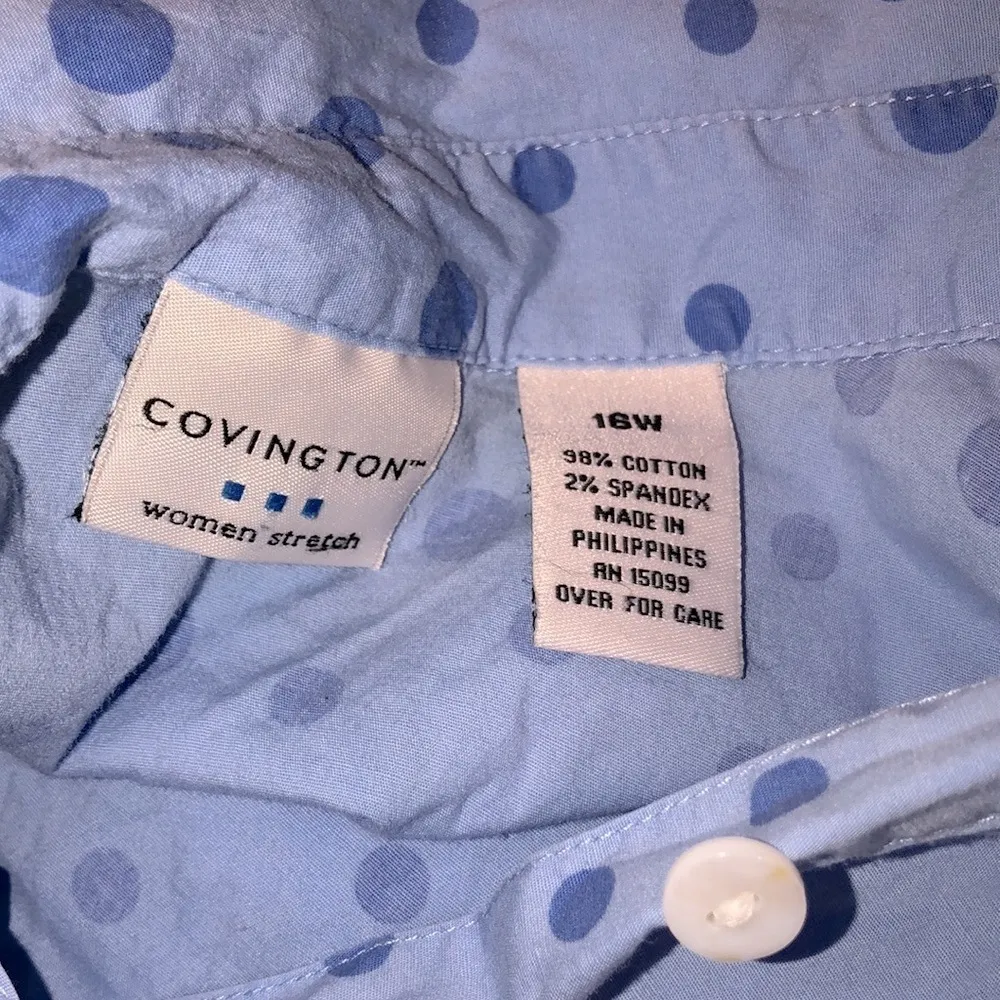 COVINGTON™
women stretch
16W
98% COTTON
2% SPANDEX
MADE IN
PHILIPPINES
RN 15099
OVER FOR CARE